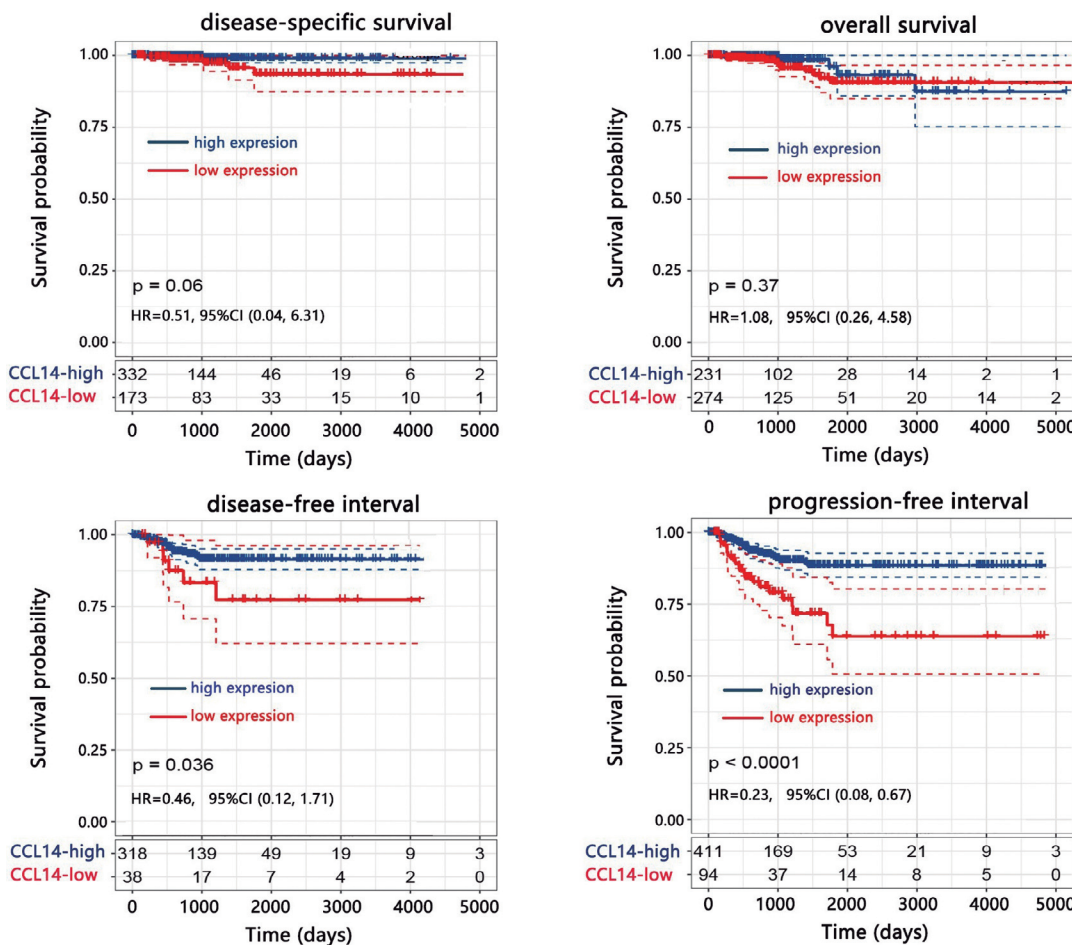 disease-specific survival
1.00
0.75
0.50
0.25
0.00
Survival probability
high expresion
low expression
p = 0.06
HR=0.51, 95%CI (0.04, 6.31)
CCL14-high 332 144 46 19 6 2
CCL14-low 173 83 33 15 10 1
0 1000 2000 3000 4000 5000
Time (days)
overall survival
1.00
0.75
0.50
0.25
0.00
Survival probability
high expresion
low expression
p = 0.37
HR=1.08, 95%CI (0.26, 4.58)
CCL14-high 231 102 28 14 2 1
CCL14-low 274 125 51 20 14 2
0 1000 2000 3000 4000 5000
Time (days)
disease-free interval
1.00
0.75
0.50
0.25
0.00
Survival probability
high expresion
low expression
p = 0.036
HR=0.46, 95%CI (0.12, 1.71)
CCL14-high 318 139 49 19 9 3
CCL14-low 38 17 7 4 2 0
0 1000 2000 3000 4000 5000
Time (days)
progression-free interval
1.00
0.75
0.50
0.25
0.00
Survival probability
high expresion
low expression
p < 0.0001
HR=0.23, 95%CI (0.08, 0.67)
CCL14-high 411 169 53 21 9 3
CCL14-low 94 37 14 8 5 0
0 1000 2000 3000 4000 5000
Time (days)